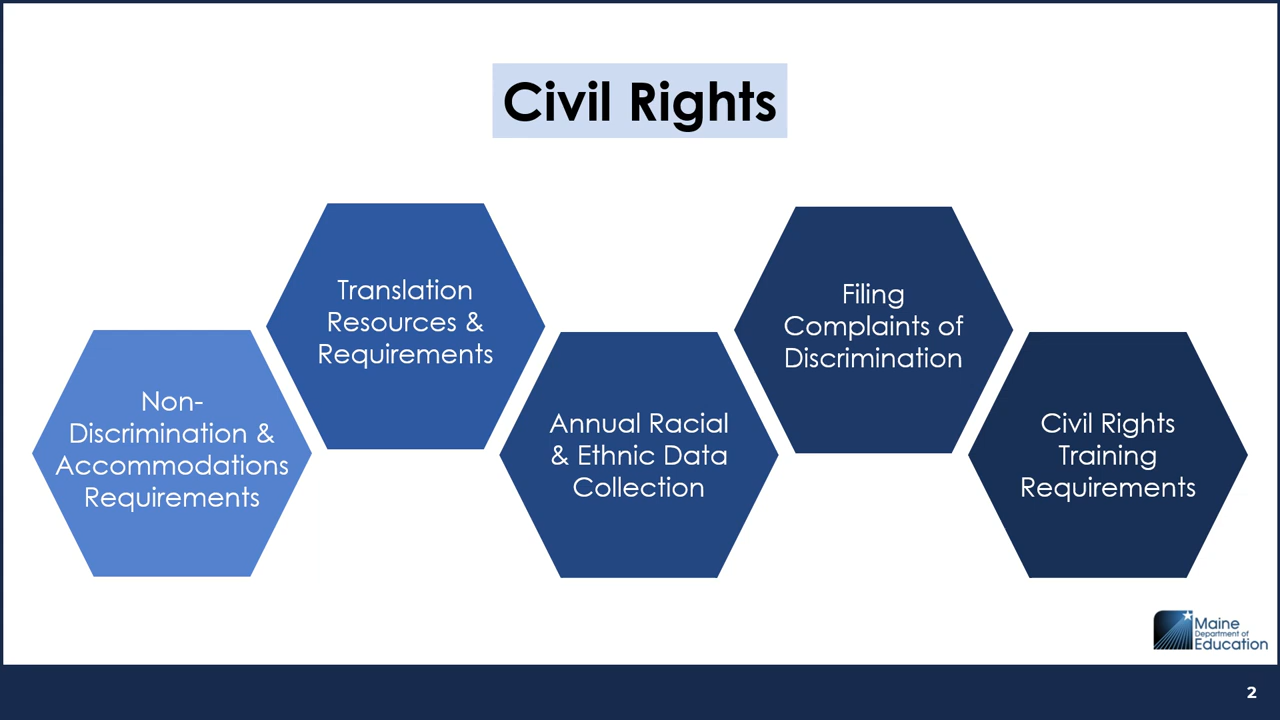 Civil Rights
Non-
Discrimination &
Accommodations
Requirements
Translation
Resources &
Requirements
Annual Racial
& Ethnic Data
Collection
Filing
Complaints of
Discrimination
Civil Rights
Training
Requirements
Maine
Department of
Education
2